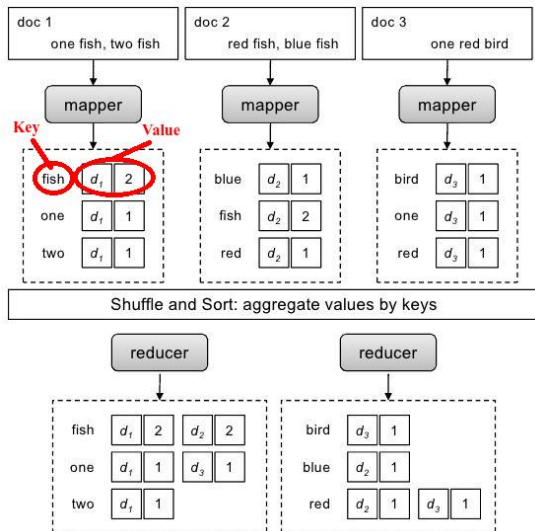 doc 1
one fish, two fish
doc 2
red fish, blue fish
doc 3
one red bird
mapper
mapper
mapper
Key
Value
fish d1 2
one d1 1
two d1 1
blue d2 1
fish d2 2
red d2 1
bird d3 1
one d3 1
red d3 1
Shuffle and Sort: aggregate values by keys
reducer
reducer
fish d1 2 d2 2
one d1 1 d3 1
two d1 1
bird d3 1
blue d2 1
red d2 1 d3 1